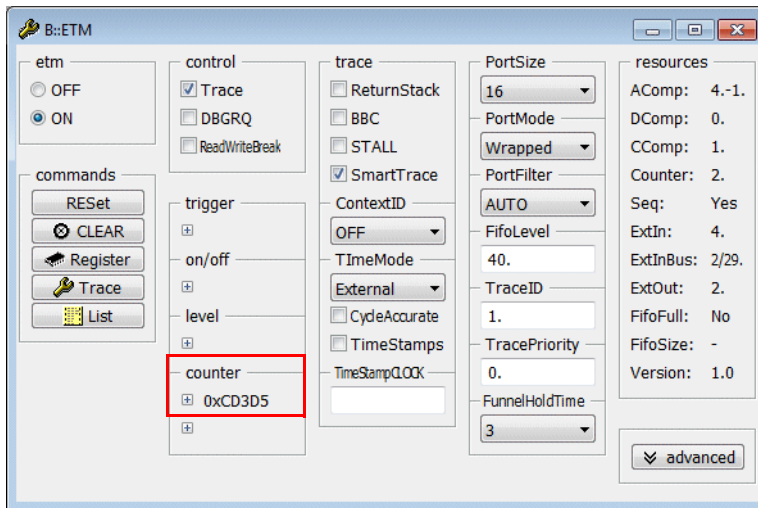 B::ETM
etm
OFF
ON
commands
RESet
CLEAR
Register
Trace
List
control
Trace
DBGRQ
ReadWriteBreak
trigger
on/off
level
counter
0xCD3D5
trace
ReturnStack
BBC
STALL
SmartTrace
ContextID
OFF
TImeMode
External
CycleAccurate
TimeStamps
TimeStampCLOCK
PortSize
16
PortMode
Wrapped
PortFilter
AUTO
FifoLevel
40.
TraceID
1.
TracePriority
0.
FunnelHoldTime
3
resources
AComp: 4.-1.
DComp: 0.
CComp: 1.
Counter: 2.
Seq: Yes
ExtIn: 4.
ExtInBus: 2/29.
ExtOut: 2.
FifoFull: No
FifoSize: -
Version: 1.0
advanced